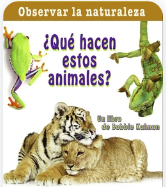 Observar la naturaleza
¿Qué hacen
estos
animales?
Un libro
de Bobbie Kalman